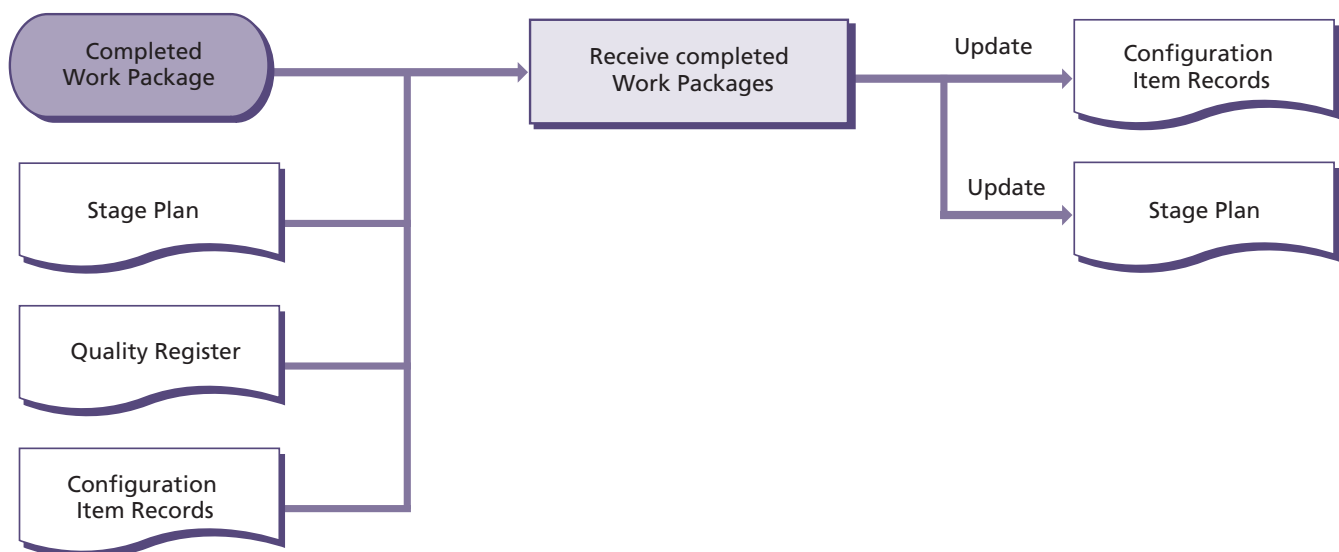 Completed
Work Package
Stage Plan
Quality Register
Configuration
Item Records
Receive completed
Work Packages
Update
Configuration
Item Records
Update
Stage Plan